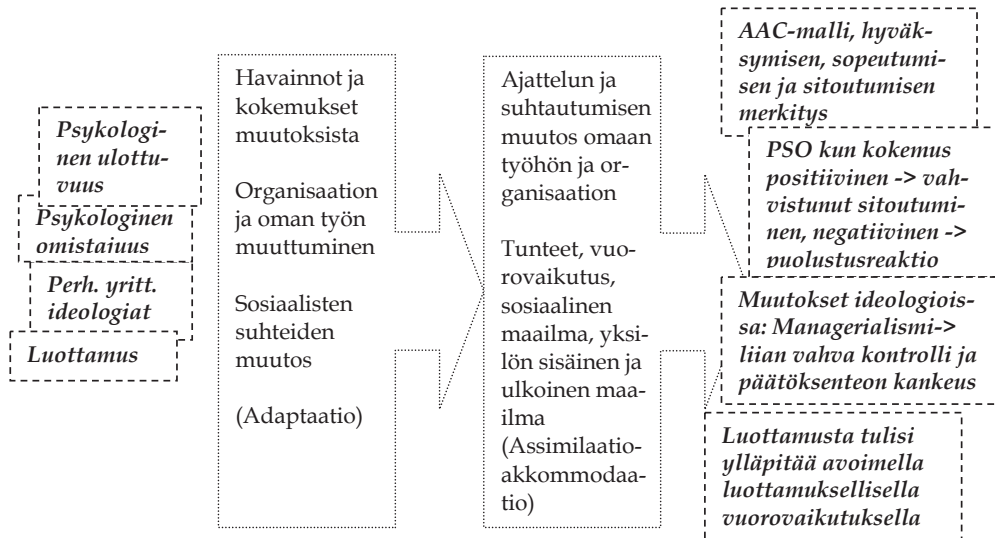 Psykologi-
nen ulottu-
vuus
Psykologinen
omistaiuus
Perh. yritt.
ideologiat
Luottamus
Havainnot ja
kokemukset
muutoksista
Organisaation
ja oman työn
muuttuminen
Sosiaalisten
suhteiden
muutos
(Adaptaatio)
Ajattelun ja
suhtautumisen
muutos omaan
työhön ja or-
ganisaation
Tunteet, vuo-
rovaikutus,
sosiaalinen
maailma, yksi-
lön sisäinen ja
ulkoinen maa-
ilma
(Assimilaatio-
akkommodaa-
tio)
AAC-malli, hyväk-
symisen, sopeutumi-
sen ja sitoutumisen
merkitys
PSO kun kokemus
positiivinen -> vah-
vistunut sitoutumi-
nen, negatiivinen ->
puolustusreaktio
Muutokset ideologiois-
sa: Managerialismi->
liian vahva kontrolli ja
päätöksenteon kankeus
Luottamusta tulisi
ylläpitää avoimella
luottamuksellisella
vuorovaikutuksella